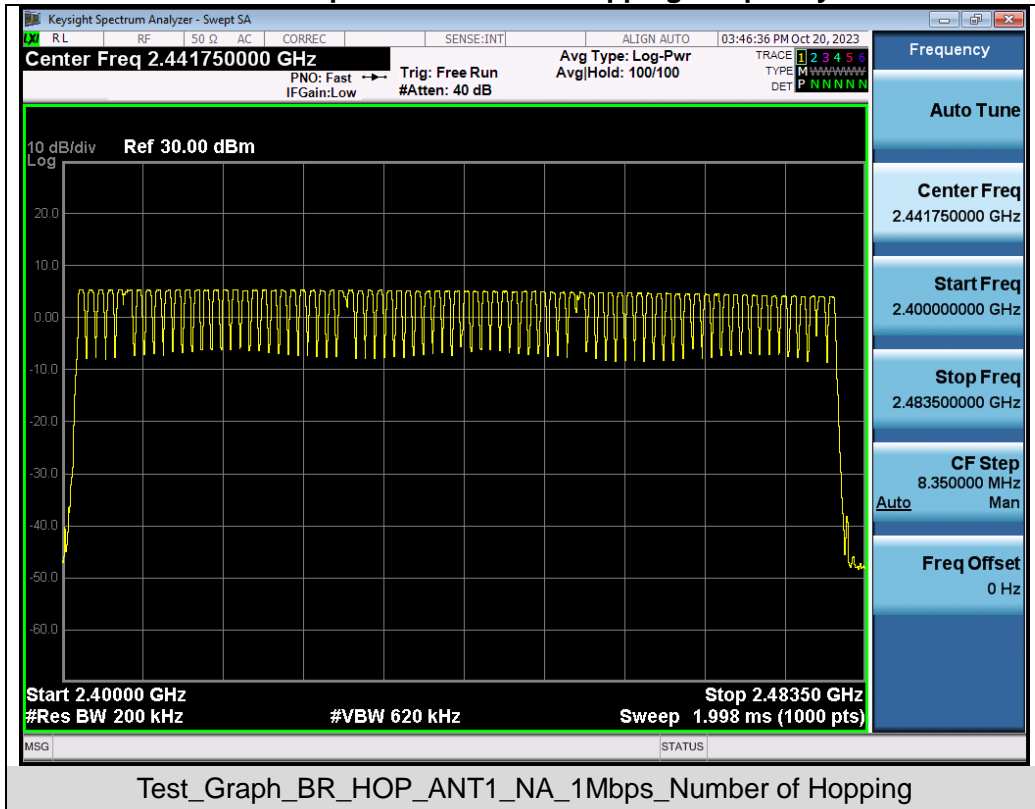 Keysight Spectrum Analyzer - Swept SA
LXI RL RF 50 Ω AC CORREC SENSE:INT ALIGN AUTO 03:46:36 PM Oct 20, 2023
Center Freq 2.441750000 GHz
PNO: Fast
IFGain:Low
Trig: Free Run
#Atten: 40 dB
Avg Type: Log-Pwr
Avg|Hold: 100/100
TRACE 1 2 3 4 5 6
TYPE M WWWWW
DET P N N N N N
10 dB/div
Log
Ref 30.00 dBm
20.0
10.0
0.00
-10.0
-20.0
-30.0
-40.0
-50.0
-60.0
Start 2.40000 GHz
Stop 2.48350 GHz
#Res BW 200 kHz
#VBW 620 kHz
Sweep 1.998 ms (1000 pts)
MSG
STATUS
Frequency
Auto Tune
Center Freq
2.441750000 GHz
Start Freq
2.400000000 GHz
Stop Freq
2.483500000 GHz
CF Step
8.350000 MHz
Auto Man
Freq Offset
0 Hz
Test_Graph_BR_HOP_ANT1_NA_1Mbps_Number of Hopping